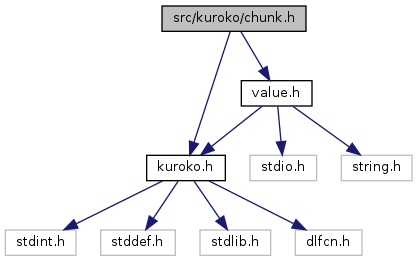 src/kuroko/chunk.h
value.h
kuroko.h
stdio.h
string.h
stdint.h
stddef.h
stdlib.h
dlfcn.h